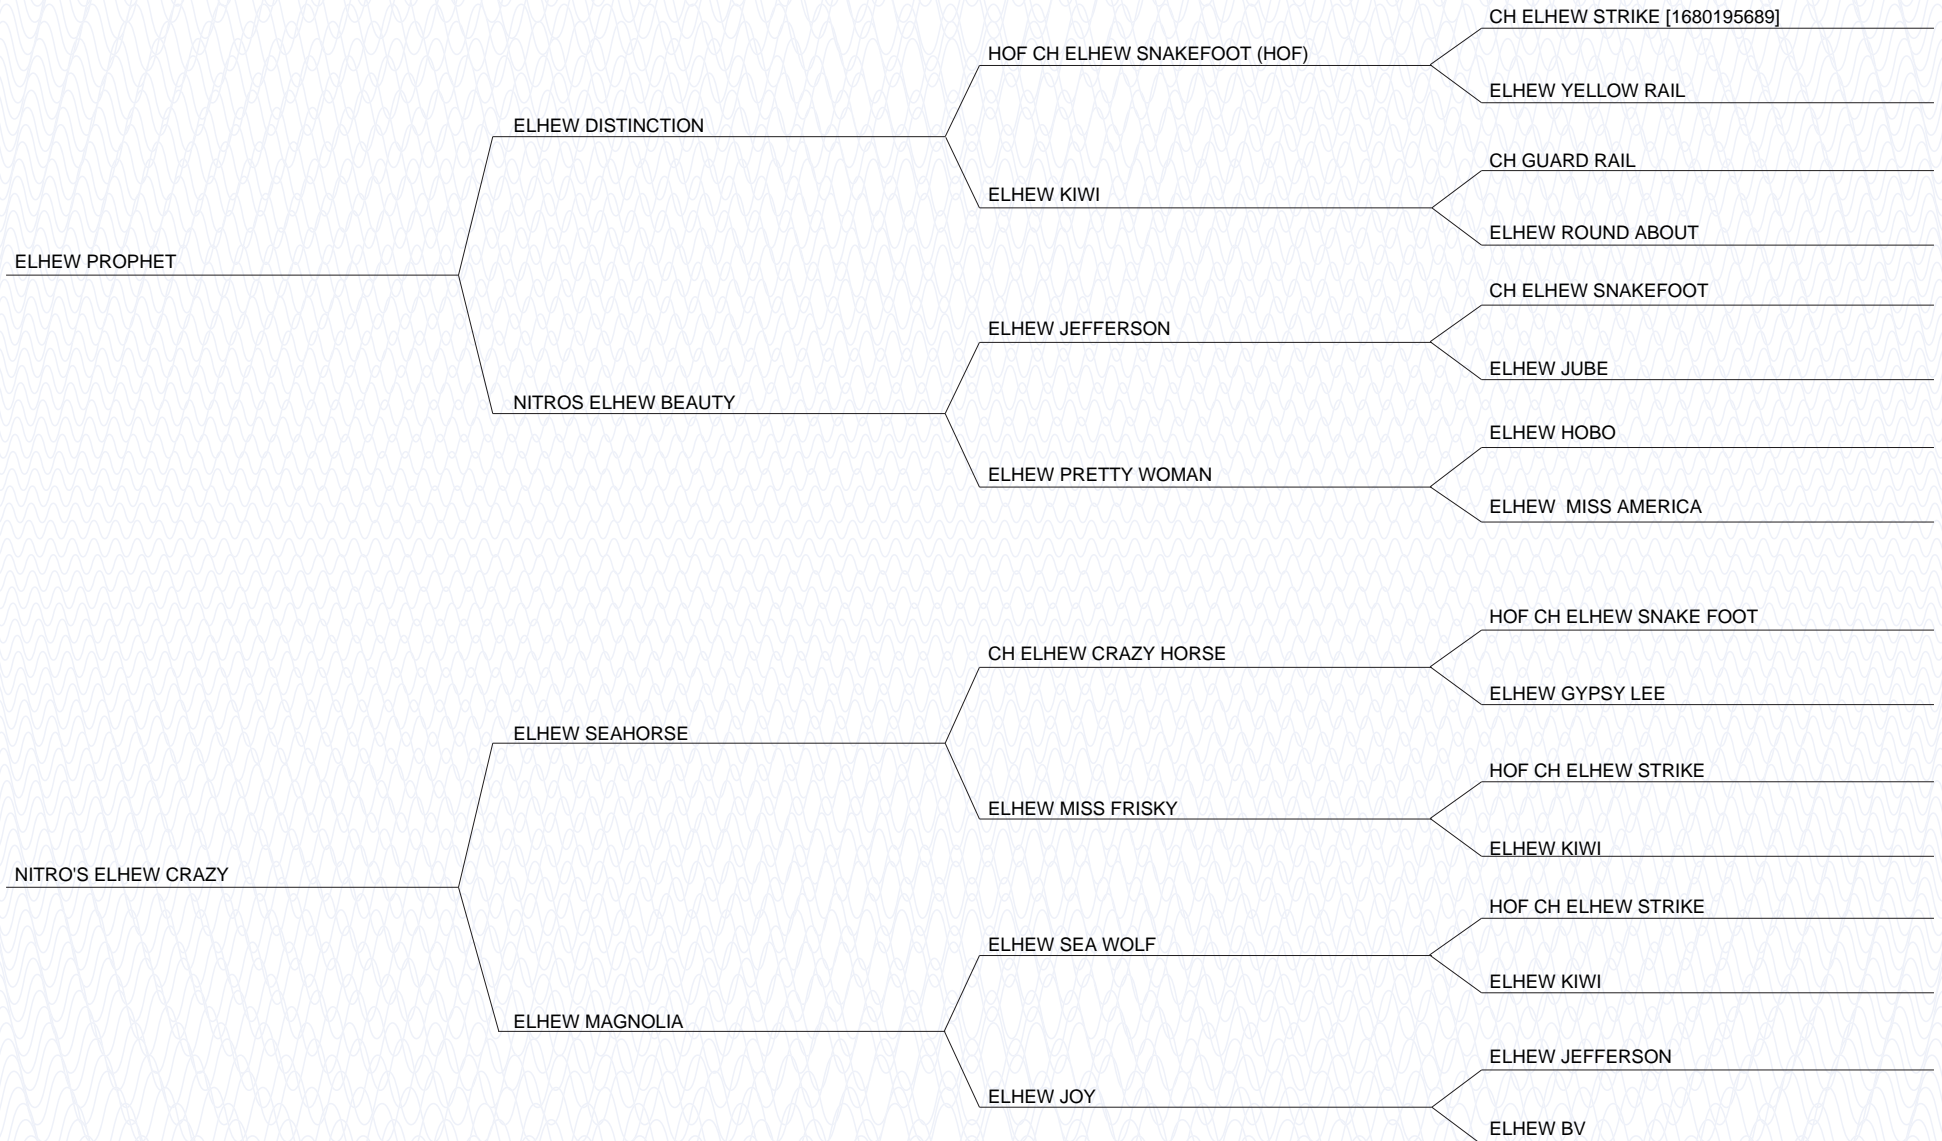 CH ELHEW STRIKE [1680195689]
HOF CH ELHEW SNAKEFOOT (HOF)
ELHEW YELLOW RAIL
ELHEW DISTINCTION
CH GUARD RAIL
ELHEW KIWI
ELHEW ROUND ABOUT
ELHEW PROPHET
CH ELHEW SNAKEFOOT
ELHEW JEFFERSON
ELHEW JUBE
NITROS ELHEW BEAUTY
ELHEW HOBO
ELHEW PRETTY WOMAN
ELHEW  MISS AMERICA
HOF CH ELHEW SNAKE FOOT
CH ELHEW CRAZY HORSE
ELHEW GYPSY LEE
ELHEW SEAHORSE
HOF CH ELHEW STRIKE
ELHEW MISS FRISKY
ELHEW KIWI
NITRO'S ELHEW CRAZY
HOF CH ELHEW STRIKE
ELHEW SEA WOLF
ELHEW KIWI
ELHEW MAGNOLIA
ELHEW JEFFERSON
ELHEW JOY
ELHEW BV